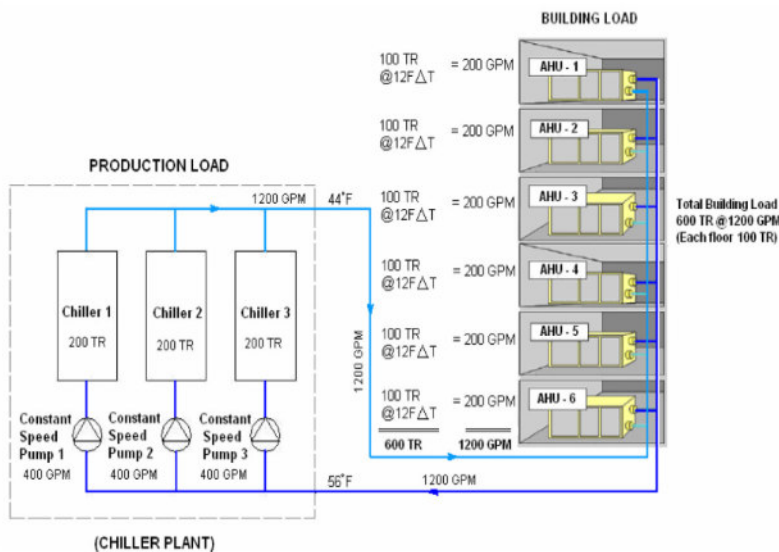 BUILDING LOAD
100 TR
@12F△T
= 200 GPM
AHU - 1
100 TR
@12F△T
= 200 GPM
AHU - 2
PRODUCTION LOAD
1200 GPM
44°F
100 TR
@12F△T
= 200 GPM
AHU - 3
Total Building Load
600 TR @1200 GPM
(Each floor 100 TR)
Chiller 1
200 TR
Chiller 2
200 TR
Chiller 3
200 TR
100 TR
@12F△T
= 200 GPM
AHU - 4
1200 GPM
100 TR
@12F△T
= 200 GPM
AHU - 5
100 TR
@12F△T
= 200 GPM
AHU - 6
600 TR
1200 GPM
Constant
Speed
Pump 1
400 GPM
Constant
Speed
Pump 2
400 GPM
Constant
Speed
Pump 3
400 GPM
56°F
1200 GPM
(CHILLER PLANT)